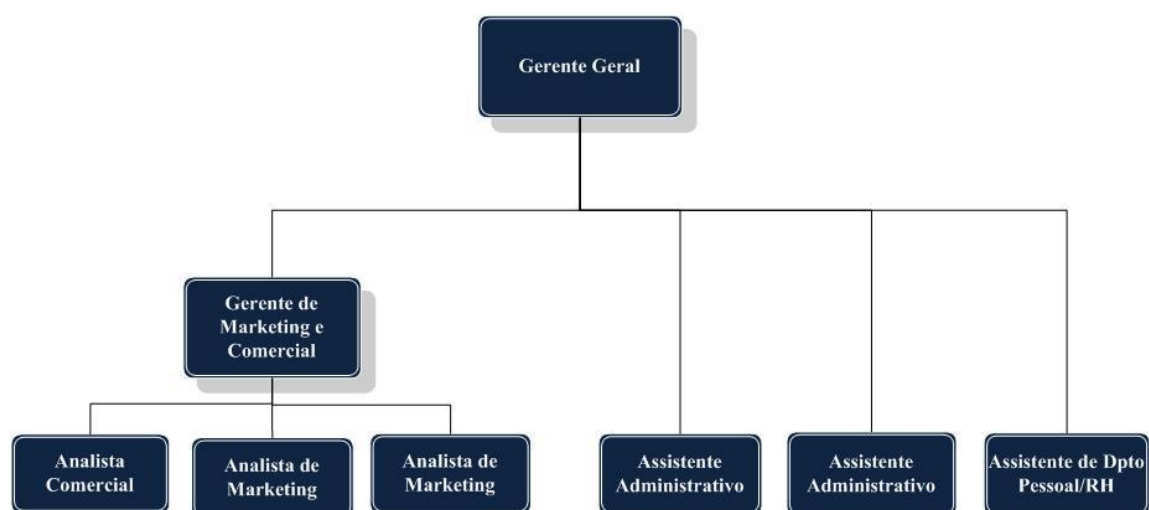 Gerente Geral
Gerente de
Marketing e
Comercial
Analista
Comercial
Analista de
Marketing
Analista de
Marketing
Assistente
Administrativo
Assistente
Administrativo
Assistente de Dpto
Pessoal/RH